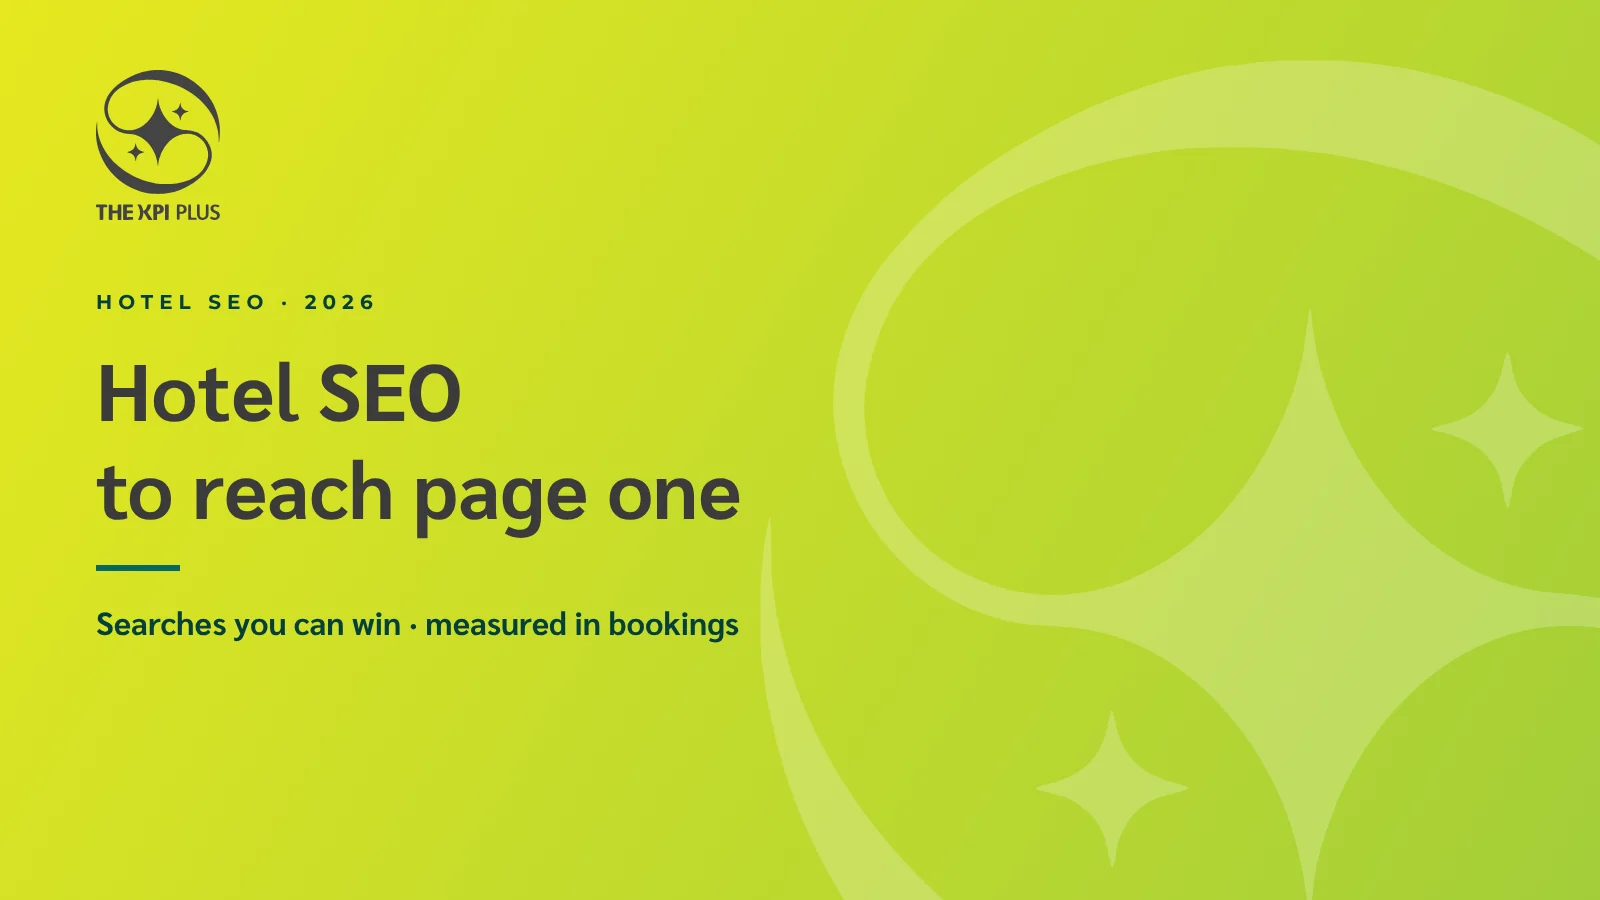 THE XPI PLUS
HOTEL SEO · 2026
Hotel SEO
to reach page one
Searches you can win · measured in bookings